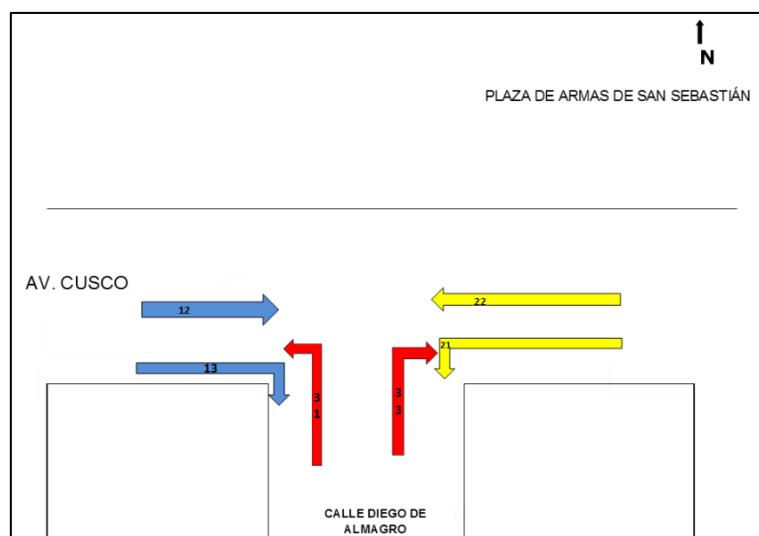 N
PLAZA DE ARMAS DE SAN SEBASTIÁN
AV. CUSCO
12
22
21
13
3
1
3
3
CALLE DIEGO DE
ALMAGRO